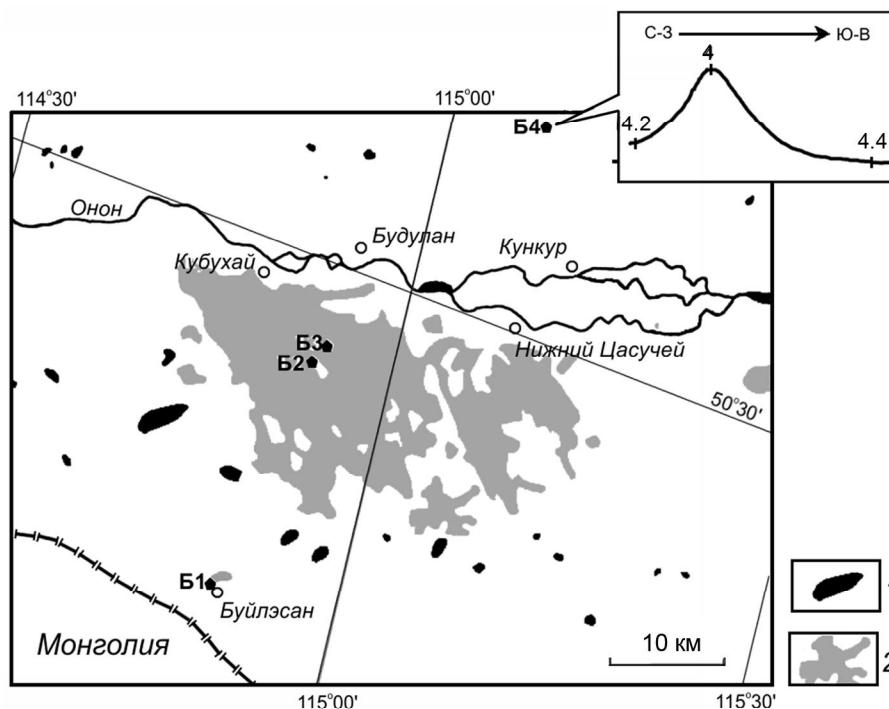 С-З Ю-В
4
4.2
4.4
114°30'
115°00'
Б4
Онон
Будулан
Кункур
Кубухай
Б3
Б2
Нижний Цасучей
50°30'
Б1
Буйлэсан
Монголия
10 км
2
115°00'
115°30'